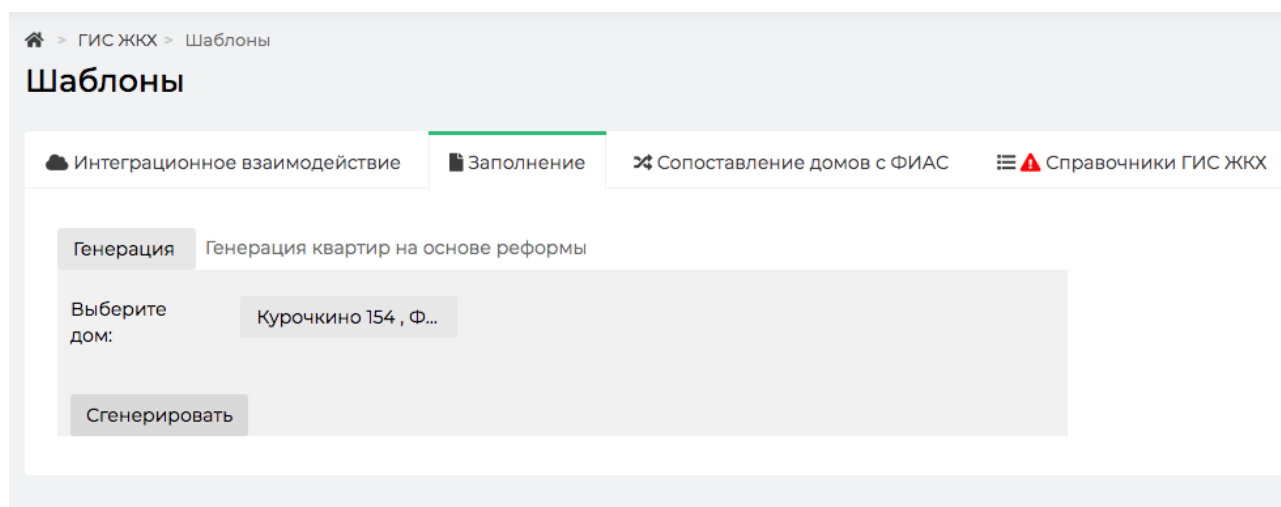 > ГИС ЖКХ > Шаблоны
Шаблоны
Интеграционное взаимодействие Заполнение Сопоставление домов с ФИАС Справочники ГИС ЖКХ
Генерация Генерация квартир на основе реформы
Выберите
дом:
Курочкино 154 , Ф...
Сгенерировать